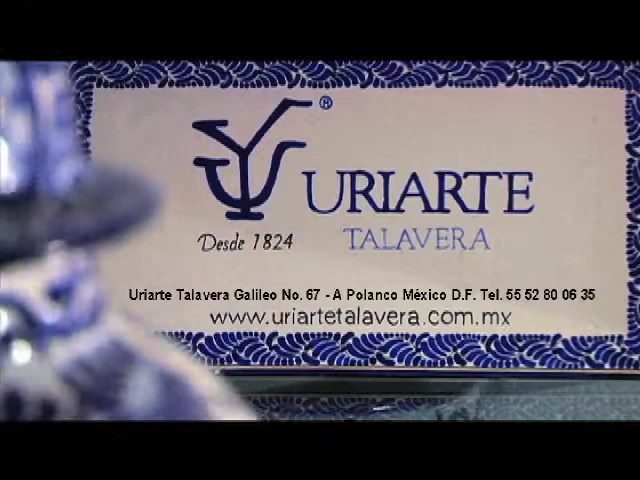 ®
URIARTE
Desde 1824
TALAVERA
Uriarte Talavera Galileo No. 67 - A Polanco México D.F. Tel. 55 52 80 06 35
www.uriartetalavera.com.mx